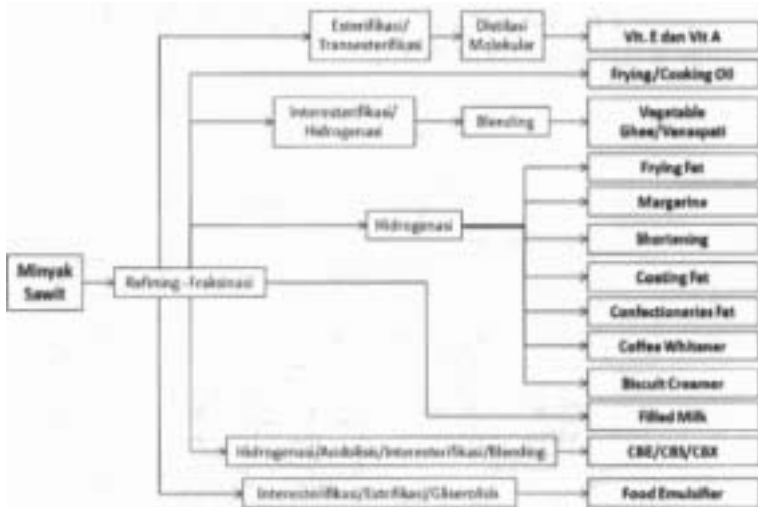 Esterifikasi/
Transesterifikasi
Distilasi
Molekular
Vit. E dan Vit A
Frying/Cooking Oil
Interesterifikasi/
Hidrogenasi
Blending
Vegetable
Ghee/Vanaspati
Frying Fat
Margarine
Hidrogenasi
Shortening
Minyak
Sawit
Refining - Fraksinasi
Coating Fat
Confectioneries Fat
Coffee Whitener
Biscuit Creamer
Filled Milk
Hidrogenasi/Asidolisis/Interesterifikasi/Blending
CBE/CBS/CBX
Interesterifikasi/Estrifikasi/Gliserolisis
Food Emulsifier